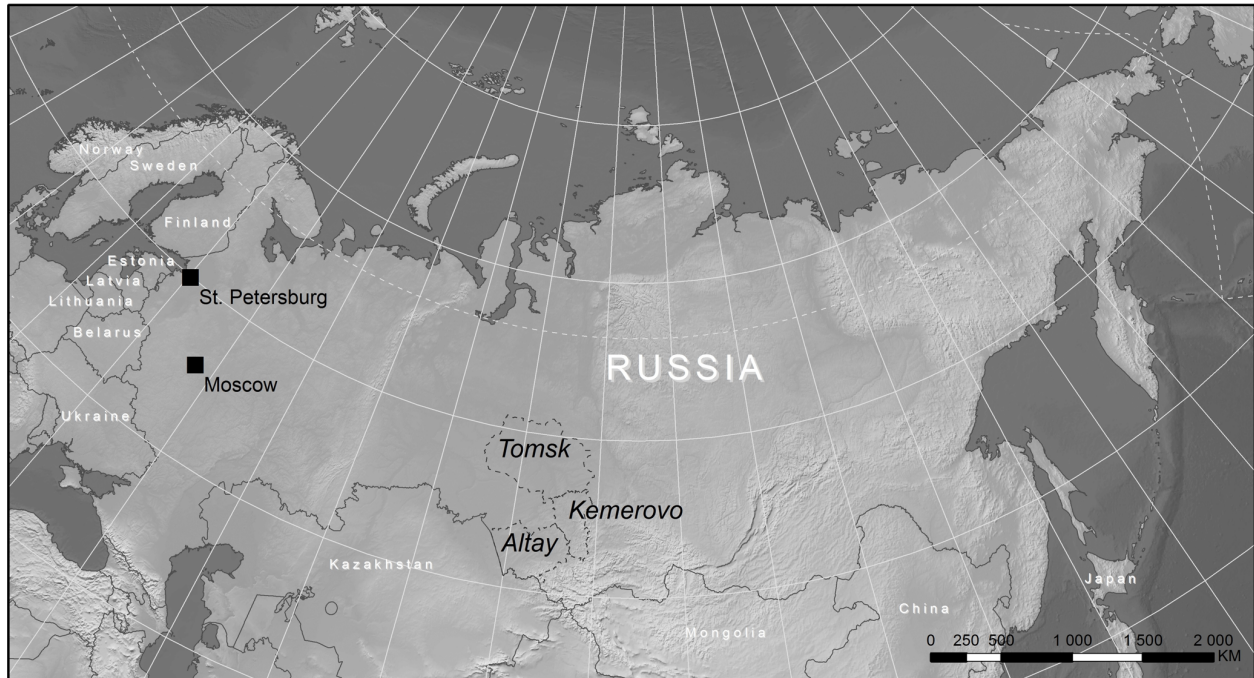 Norway
Sweden
Finland
Estonia
Latvia
Lithuania
St. Petersburg
Belarus
Moscow
RUSSIA
Ukraine
Tomsk
Kemerovo
Altay
Kazakhstan
Japan
China
Mongolia
0 250 500 1 000 1 500 2 000
KM